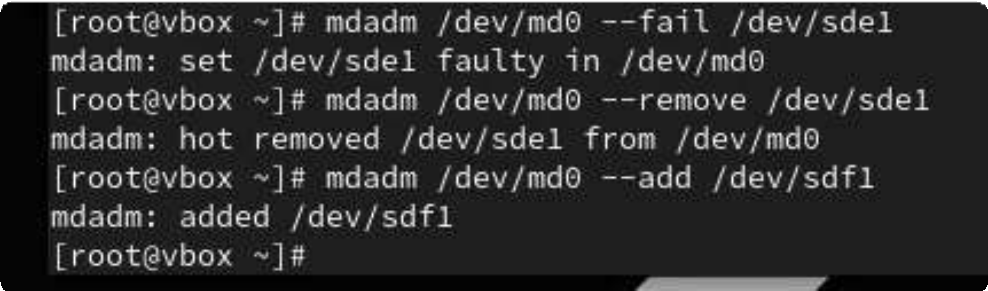 [root@vbox ~]# mdadm /dev/md0 --fail /dev/sde1
mdadm: set /dev/sde1 faulty in /dev/md0
[root@vbox ~]# mdadm /dev/md0 --remove /dev/sde1
mdadm: hot removed /dev/sde1 from /dev/md0
[root@vbox ~]# mdadm /dev/md0 --add /dev/sdf1
mdadm: added /dev/sdf1
[root@vbox ~]#